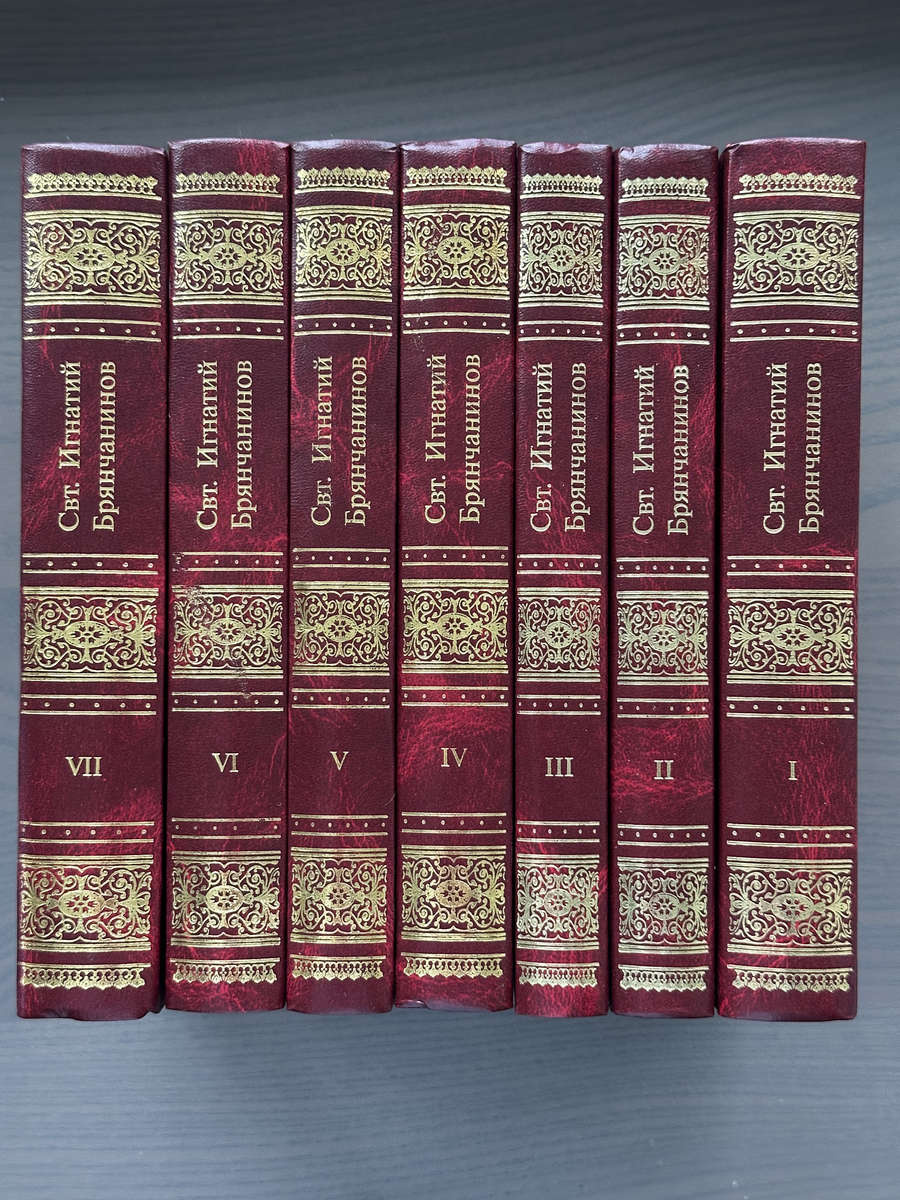 Свт. Игнатий
Брянчанинов
VII
Свт. Игнатий
Брянчанинов
VI
Свт. Игнатий
Брянчанинов
V
Свт. Игнатий
Брянчанинов
IV
Свт. Игнатий
Брянчанинов
III
Свт. Игнатий
Брянчанинов
II
Свт. Игнатий
Брянчанинов
I